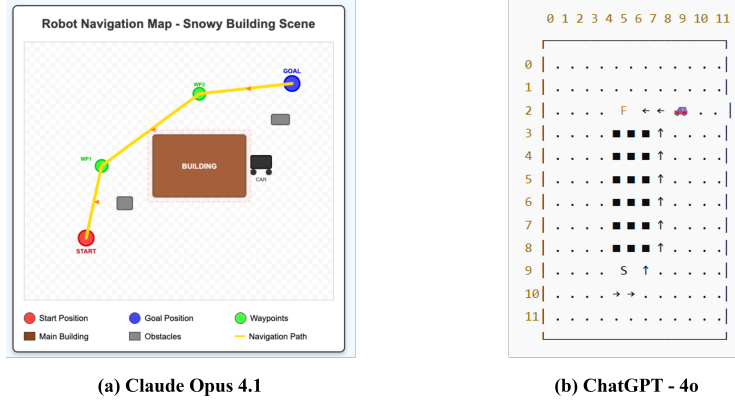 Robot Navigation Map - Snowy Building Scene
GOAL
WP2
WP1
BUILDING
CAR
START
Start Position
Goal Position
Waypoints
Main Building
Obstacles
Navigation Path
(a) Claude Opus 4.1
0 1 2 3 4 5 6 7 8 9 10 11
0 | . . . . . . . . . . . . |
1 | . . . . . . . . . . . . |
2 | . . . . F ← ← 🚗 . . |
3 | . . . . ■ ■ ■ ↑ . . . .|
4 | . . . . ■ ■ ■ ↑ . . . .|
5 | . . . . ■ ■ ■ ↑ . . . .|
6 | . . . . ■ ■ ■ ↑ . . . .|
7 | . . . . ■ ■ ■ ↑ . . . .|
8 | . . . . ■ ■ ■ ↑ . . . .|
9 | . . . . S ↑ . . . . .|
10| . . . . → → . . . . . .|
11| . . . . . . . . . . . .|
(b) ChatGPT - 4o